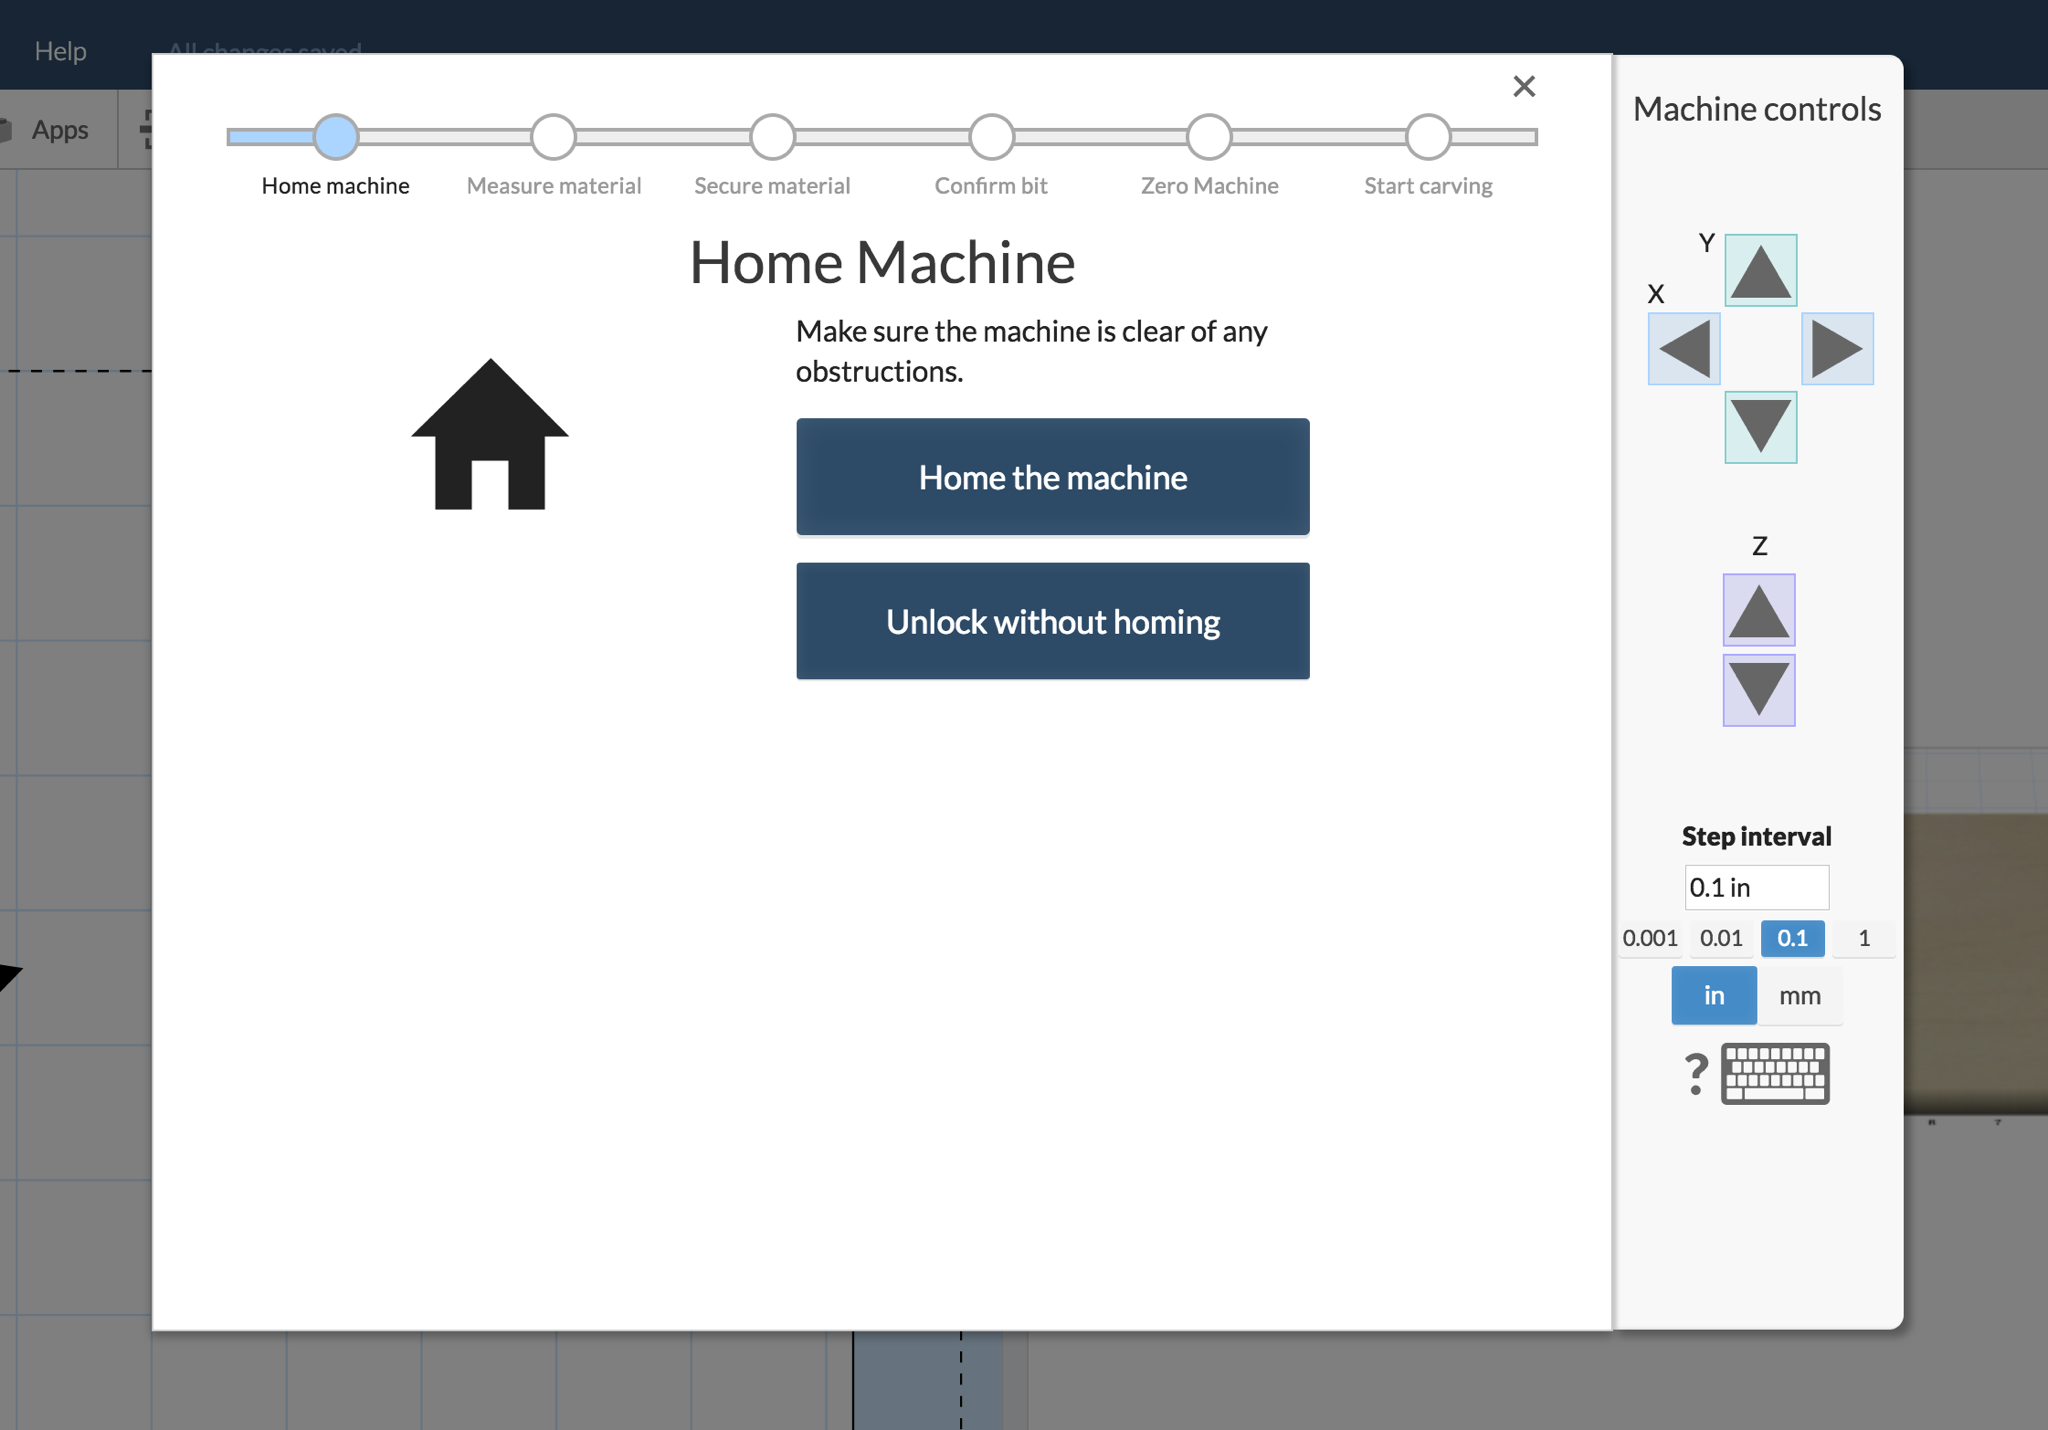 Help
All changes saved
Apps
Home machine
Measure material
Secure material
Confirm bit
Zero Machine
Start carving
Home Machine
Make sure the machine is clear of any
obstructions.
Home the machine
Unlock without homing
Machine controls
Y
X
Z
Step interval
0.1 in
0.001 0.01 0.1 1
in mm
?